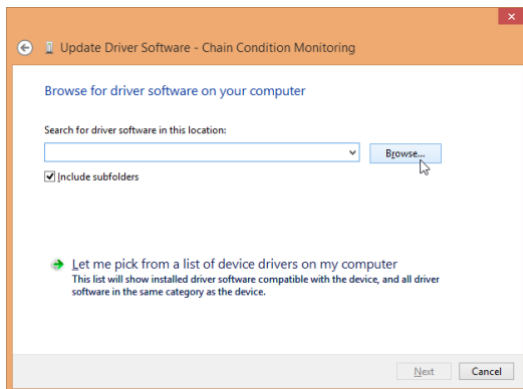 Update Driver Software - Chain Condition Monitoring
Browse for driver software on your computer
Search for driver software in this location:
Browse...
Include subfolders
Let me pick from a list of device drivers on my computer
This list will show installed driver software compatible with the device, and all driver
software in the same category as the device.
Next
Cancel